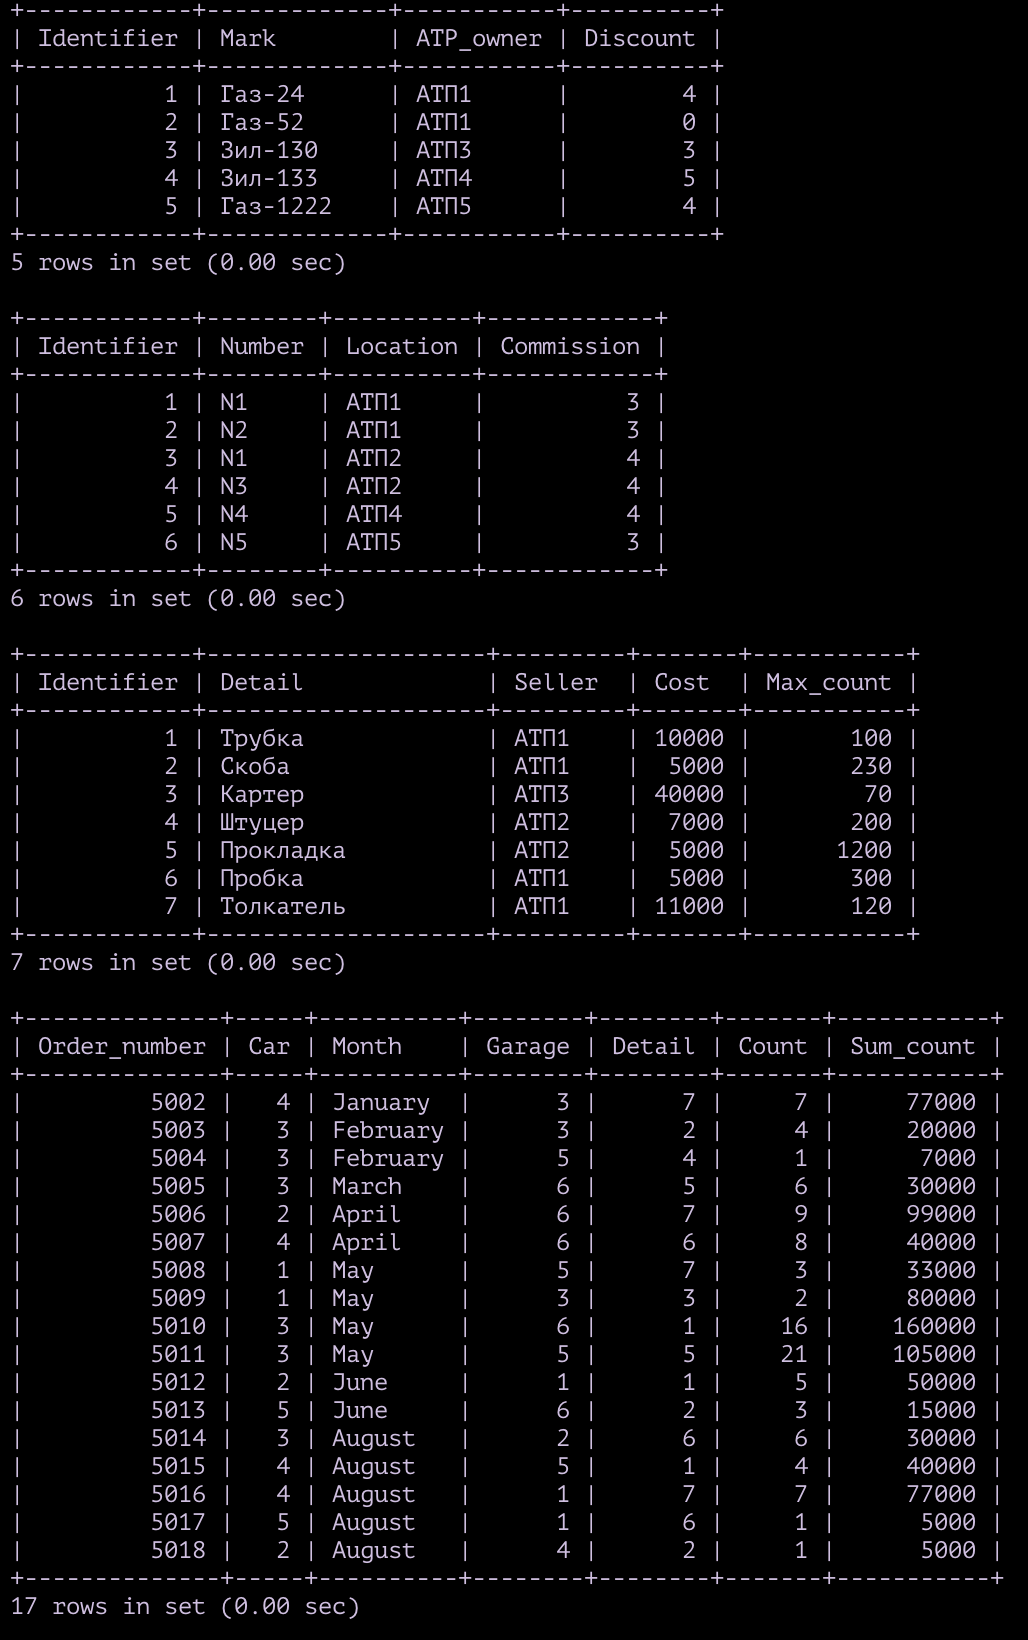 +------------+-------------+-----------+----------+
| Identifier | Mark        | ATP_owner | Discount |
+------------+-------------+-----------+----------+
|          1 | Газ-24      | АТП1      |        4 |
|          2 | Газ-52      | АТП1      |        0 |
|          3 | Зил-130     | АТП3      |        3 |
|          4 | Зил-133     | АТП4      |        5 |
|          5 | Газ-1222    | АТП5      |        4 |
+------------+-------------+-----------+----------+
5 rows in set (0.00 sec)
+------------+--------+----------+------------+
| Identifier | Number | Location | Commission |
+------------+--------+----------+------------+
|          1 | N1     | АТП1     |          3 |
|          2 | N2     | АТП1     |          3 |
|          3 | N1     | АТП2     |          4 |
|          4 | N3     | АТП2     |          4 |
|          5 | N4     | АТП4     |          4 |
|          6 | N5     | АТП5     |          3 |
+------------+--------+----------+------------+
6 rows in set (0.00 sec)
+------------+--------------------+---------+-------+-----------+
| Identifier | Detail             | Seller  | Cost  | Max_count |
+------------+--------------------+---------+-------+-----------+
|          1 | Трубка             | АТП1    | 10000 |       100 |
|          2 | Скоба              | АТП1    |  5000 |       230 |
|          3 | Картер             | АТП3    | 40000 |        70 |
|          4 | Штуцер             | АТП2    |  7000 |       200 |
|          5 | Прокладка          | АТП2    |  5000 |      1200 |
|          6 | Пробка             | АТП1    |  5000 |       300 |
|          7 | Толкатель          | АТП1    | 11000 |       120 |
+------------+--------------------+---------+-------+-----------+
7 rows in set (0.00 sec)
+--------------+-----+----------+--------+--------+-------+-----------+
| Order_number | Car | Month    | Garage | Detail | Count | Sum_count |
+--------------+-----+----------+--------+--------+-------+-----------+
|         5002 |   4 | January  |      3 |      7 |     7 |     77000 |
|         5003 |   3 | February |      3 |      2 |     4 |     20000 |
|         5004 |   3 | February |      5 |      4 |     1 |      7000 |
|         5005 |   3 | March    |      6 |      5 |     6 |     30000 |
|         5006 |   2 | April    |      6 |      7 |     9 |     99000 |
|         5007 |   4 | April    |      6 |      6 |     8 |     40000 |
|         5008 |   1 | May      |      5 |      7 |     3 |     33000 |
|         5009 |   1 | May      |      3 |      3 |     2 |     80000 |
|         5010 |   3 | May      |      6 |      1 |    16 |    160000 |
|         5011 |   3 | May      |      5 |      5 |    21 |    105000 |
|         5012 |   2 | June     |      1 |      1 |     5 |     50000 |
|         5013 |   5 | June     |      6 |      2 |     3 |     15000 |
|         5014 |   3 | August   |      2 |      6 |     6 |     30000 |
|         5015 |   4 | August   |      5 |      1 |     4 |     40000 |
|         5016 |   4 | August   |      1 |      7 |     7 |     77000 |
|         5017 |   5 | August   |      1 |      6 |     1 |      5000 |
|         5018 |   2 | August   |      4 |      2 |     1 |      5000 |
+--------------+-----+----------+--------+--------+-------+-----------+
17 rows in set (0.00 sec)